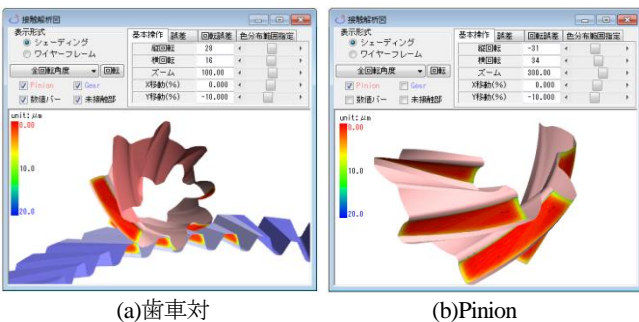 接触解析図
表示形式
シェーディング
ワイヤーフレーム
全回転角度 回転
Pinion Gear
数値バー 未接触部
基本操作 誤差 回転誤差 色分布範囲指定
縦回転 28
横回転 16
ズーム 100.00
X移動(%) 0.000
Y移動(%) -10.000
unit:μm
0.00
10.0
20.0
接触解析図
表示形式
シェーディング
ワイヤーフレーム
全回転角度 回転
Pinion Gear
数値バー 未接触部
基本操作 誤差 回転誤差 色分布範囲指定
縦回転 -31
横回転 34
ズーム 300.00
X移動(%) 0.000
Y移動(%) -10.000
unit:μm
0.00
10.0
20.0
(a)歯車対
(b)Pinion